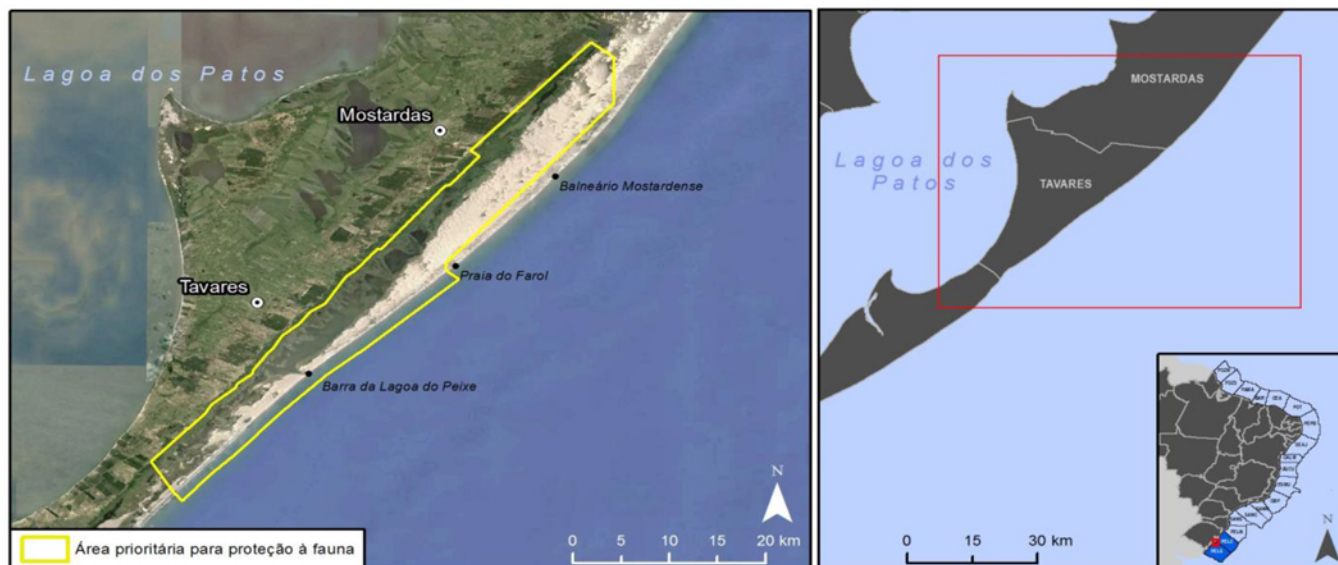 Lagoa dos Patos
Mostardas
Balneário Mostardense
Praia do Farol
Tavares
Barra da Lagoa do Peixe
N
Área prioritária para proteção à fauna
0 5 10 20 km
MOSTARDAS
Lagoa dos
Patos
TAVARES
0 15 30 km
N